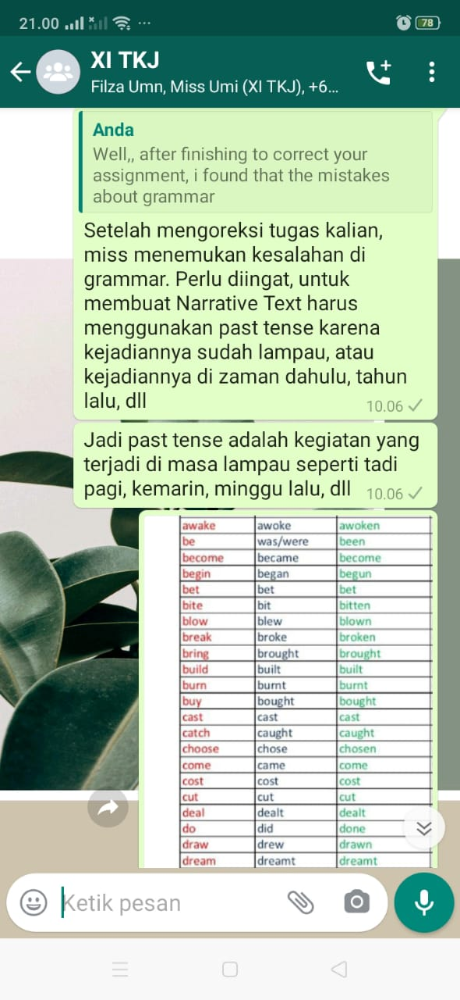 21.00
78
XI TKJ
Filza Umn, Miss Umi (XI TKJ), +6...
Anda
Well,, after finishing to correct your
assignment, i found that the mistakes
about grammar
Setelah mengoreksi tugas kalian,
miss menemukan kesalahan di
grammar. Perlu diingat, untuk
membuat Narrative Text harus
menggunakan past tense karena
kejadiannya sudah lampau, atau
kejadiannya di zaman dahulu, tahun
lalu, dll
10.06
Jadi past tense adalah kegiatan yang
terjadi di masa lampau seperti tadi
pagi, kemarin, minggu lalu, dll
10.06
awake awoke awoken
be was/were been
become became become
begin began begun
bet bet bet
bite bit bitten
blow blew blown
break broke broken
bring brought brought
build built built
burn burnt burnt
buy bought bought
cast cast cast
catch caught caught
choose chose chosen
come came come
cost cost cost
cut cut cut
deal dealt dealt
do did done
draw drew drawn
dream dreamt dreamt
Ketik pesan